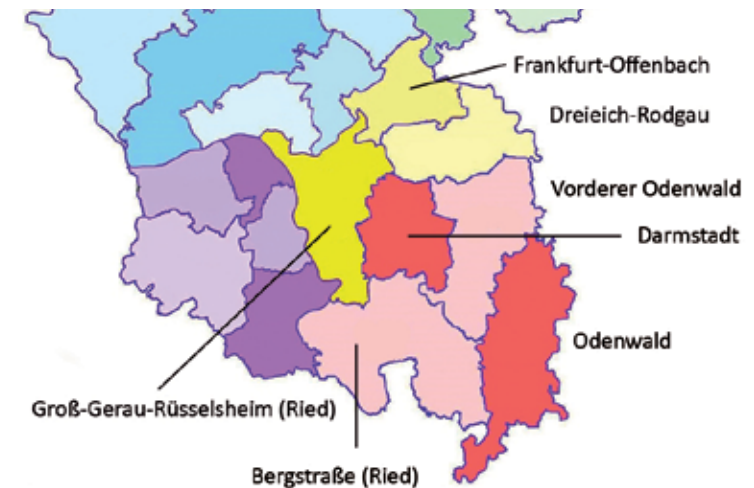 Frankfurt-Offenbach
Dreieich-Rodgau
Vorderer Odenwald
Darmstadt
Odenwald
Groß-Gerau-Rüsselsheim (Ried)
Bergstraße (Ried)